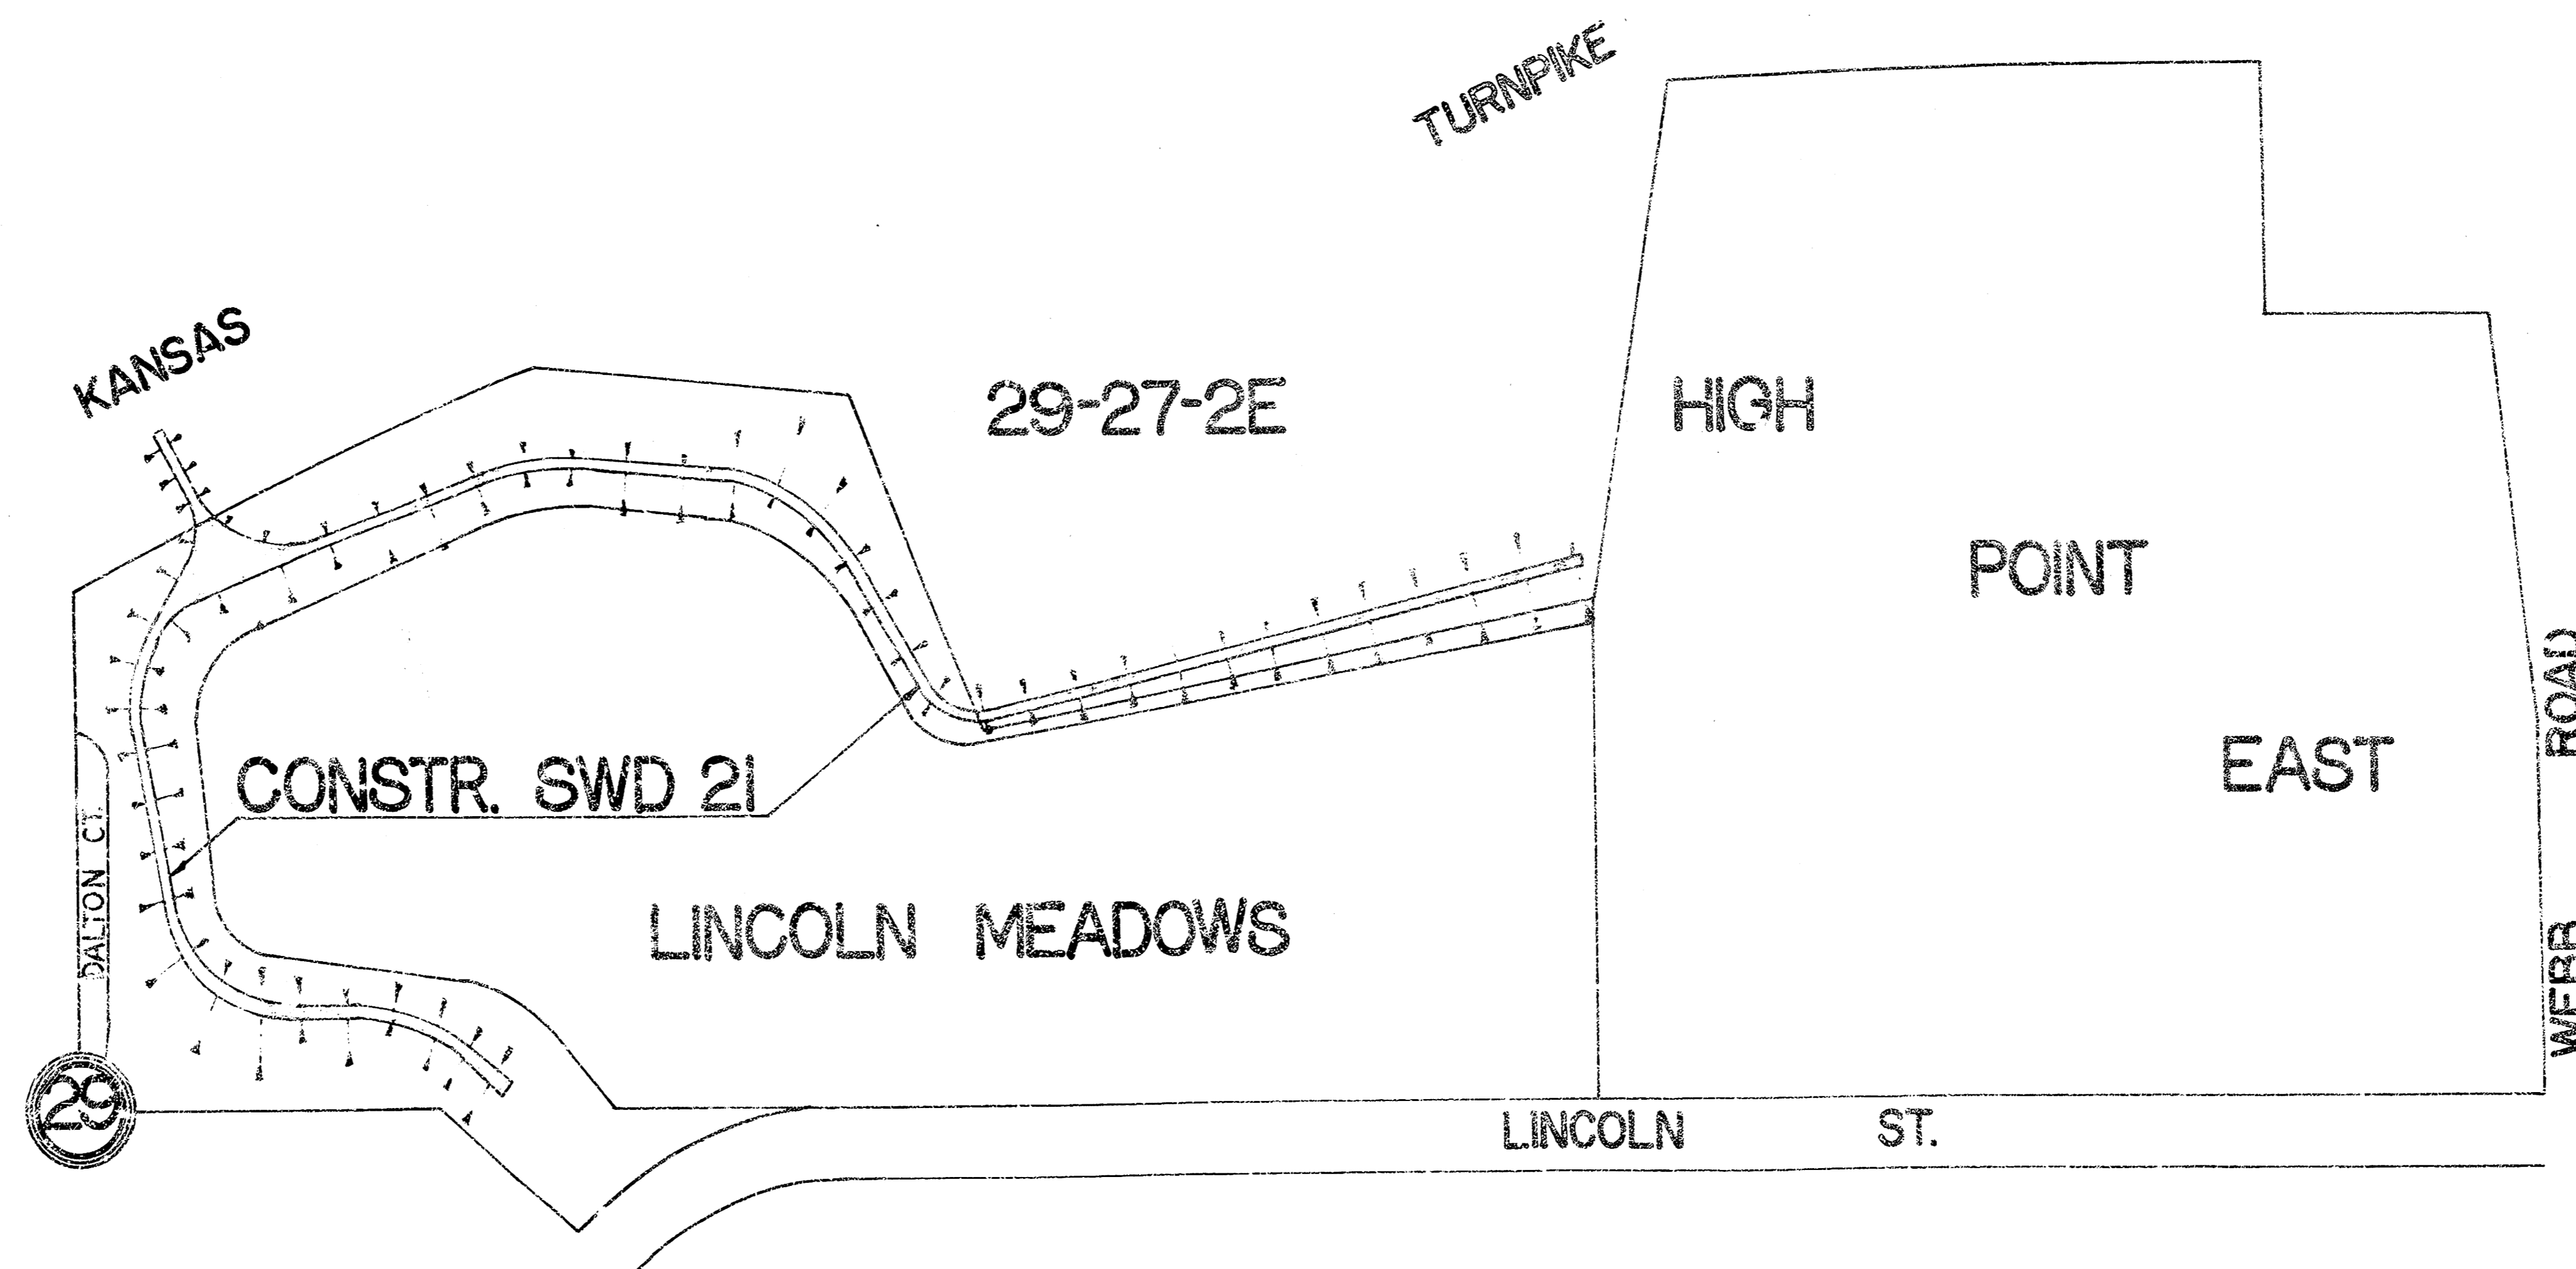 TURNPIKE
KANSAS
29-27-2E
HIGH
POINT
EAST
WEBB ROAD
CONSTR. SWD 21
DALTON CT.
LINCOLN MEADOWS
29
LINCOLN ST.